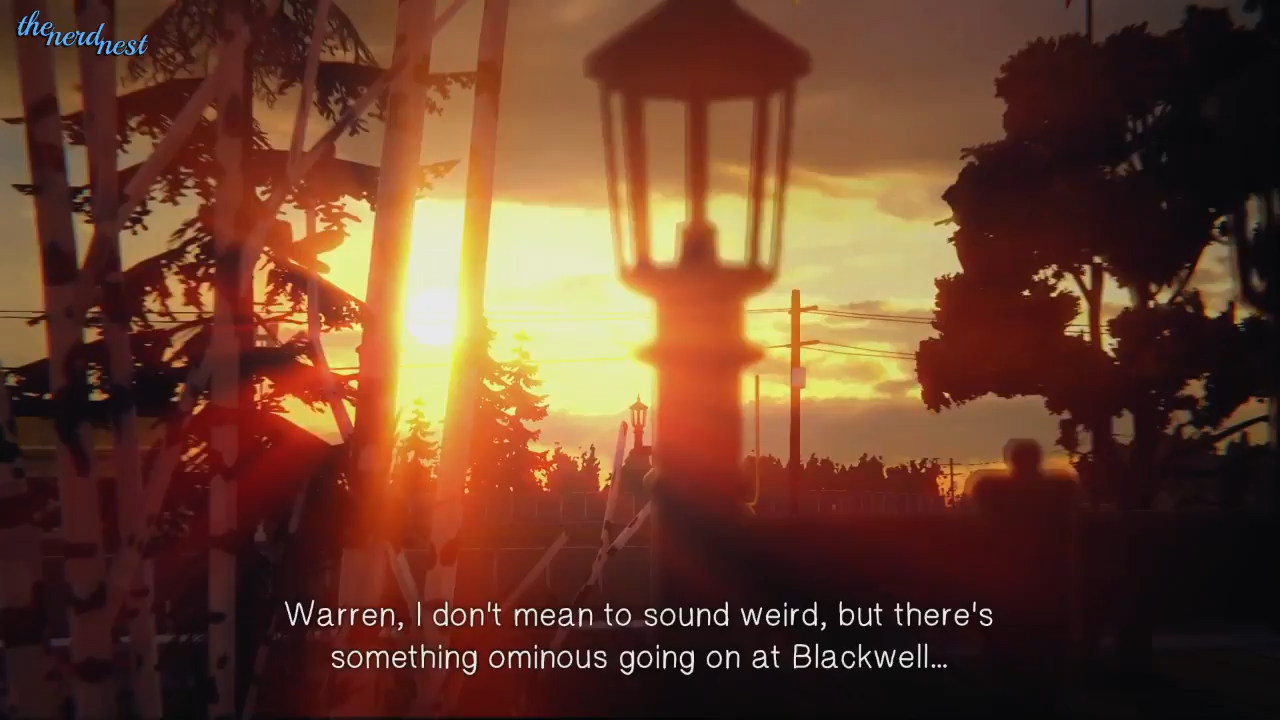 the
nerd
nest
Warren, I don't mean to sound weird, but there's
something ominous going on at Blackwell...